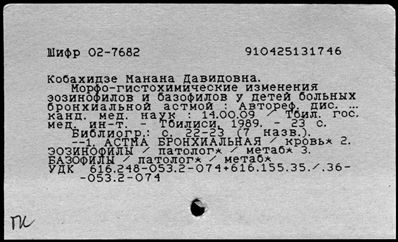 Шифр 02-7682 910425131746
Кобахидзе Манана Давидовна.
Морфо-гистохимические изменения
эозинофилов и базофилов у детей больных
бронхиальной астмой : Автореф. дис. ...
канд. мед. наук : 14.00.09 / Тбил. гос.
мед. ин-т. - Тбилиси, 1989. - 23 с.
Библиогр.: с. 22-23 (7 назв.).
--1. АСТМА БРОНХИАЛЬНАЯ / кровь* 2.
ЭОЗИНОФИЛЫ / патолог* / метаб* 3.
БАЗОФИЛЫ / патолог* / метаб*
УДК 616.248-053.2-074+616.155.35./.36-
-053.2-074
ПК